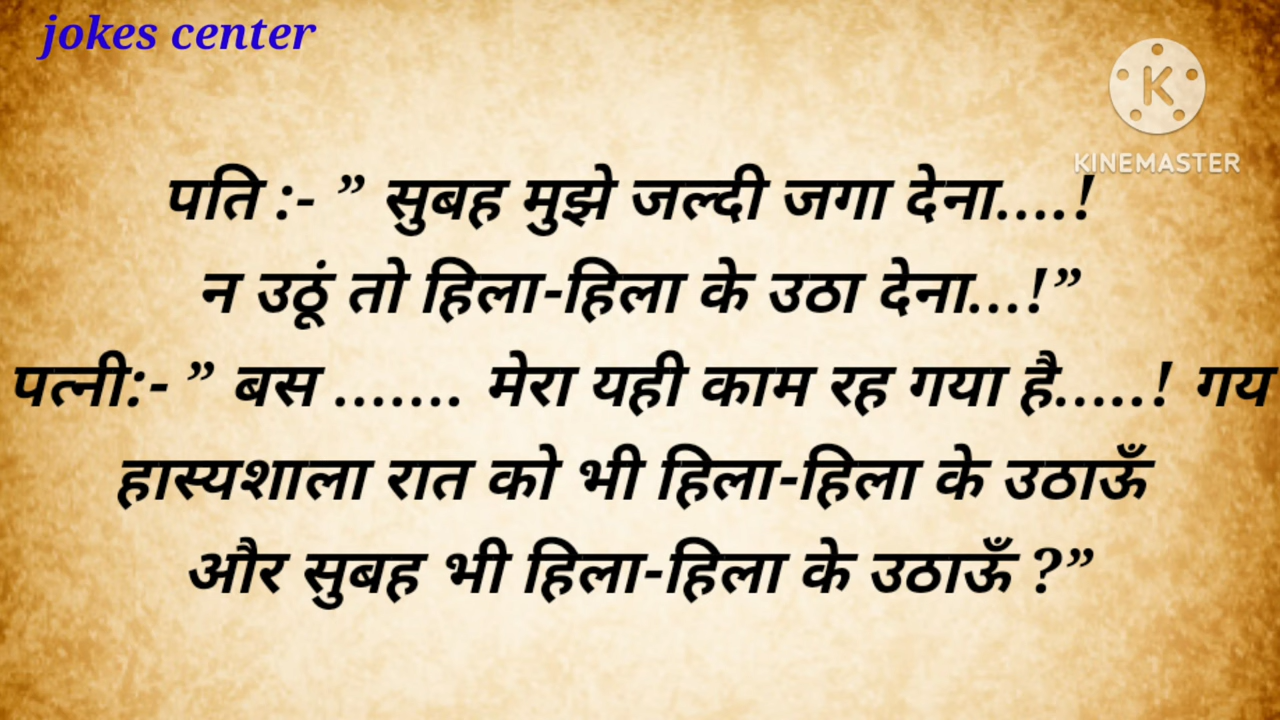 jokes center
KINEMASTER
पति :- ” सुबह मुझे जल्दी जगा देना....!
न उठूं तो हिला-हिला के उठा देना...!”
पत्नी:- ” बस ....... मेरा यही काम रह गया है.....! गय
हास्यशाला रात को भी हिला-हिला के उठाऊँ
और सुबह भी हिला-हिला के उठाऊँ ?”